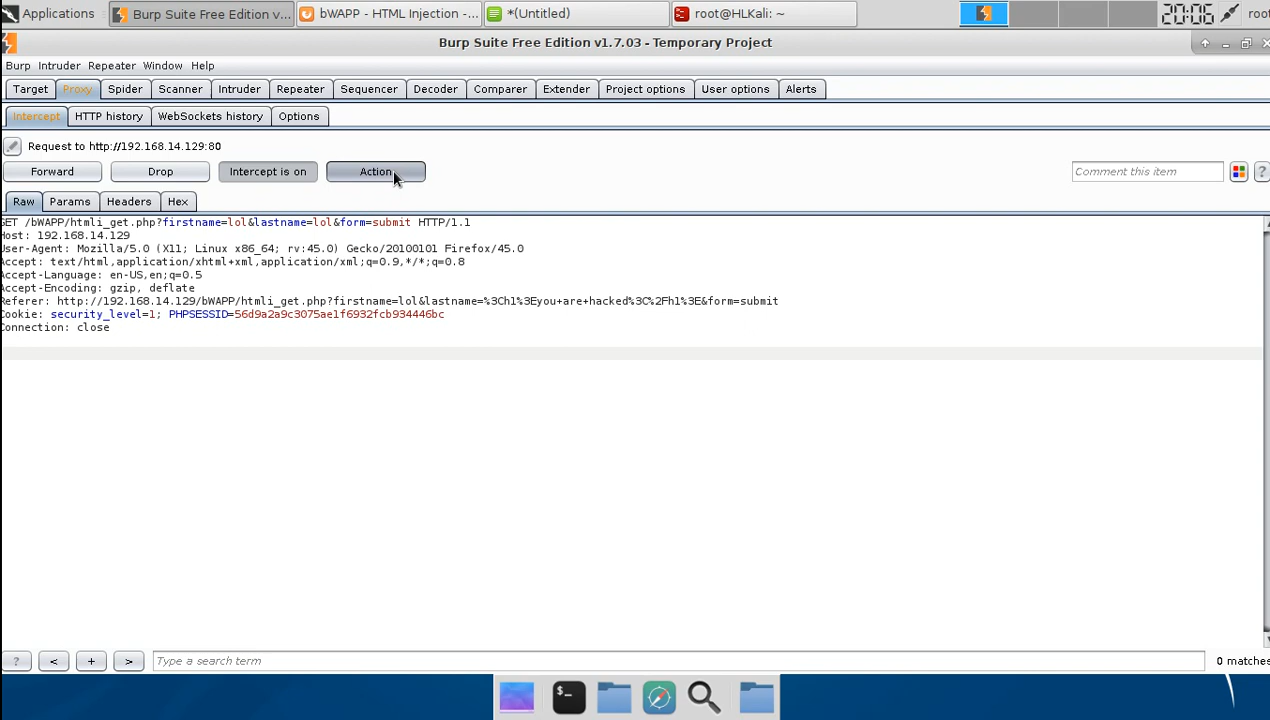 Applications
Burp Suite Free Edition v...
bWAPP - HTML Injection -...
*(Untitled)
root@HLKali: ~
20:06
root
Burp Suite Free Edition v1.7.03 - Temporary Project
Burp Intruder Repeater Window Help
Target Proxy Spider Scanner Intruder Repeater Sequencer Decoder Comparer Extender Project options User options Alerts
Intercept HTTP history WebSockets history Options
Request to http://192.168.14.129:80
Forward Drop Intercept is on Action Comment this item ?
Raw Params Headers Hex
GET /bWAPP/htmli_get.php?firstname=lol&lastname=lol&form=submit HTTP/1.1
Host: 192.168.14.129
User-Agent: Mozilla/5.0 (X11; Linux x86_64; rv:45.0) Gecko/20100101 Firefox/45.0
Accept: text/html,application/xhtml+xml,application/xml;q=0.9,*/*;q=0.8
Accept-Language: en-US,en;q=0.5
Accept-Encoding: gzip, deflate
Referer: http://192.168.14.129/bWAPP/htmli_get.php?firstname=lol&lastname=%3Ch1%3Eyou+are+hacked%3C%2Fh1%3E&form=submit
Cookie: security_level=1; PHPSESSID=56d9a2a9c3075ae1f6932fcb934446bc
Connection: close
? < + > Type a search term 0 matches